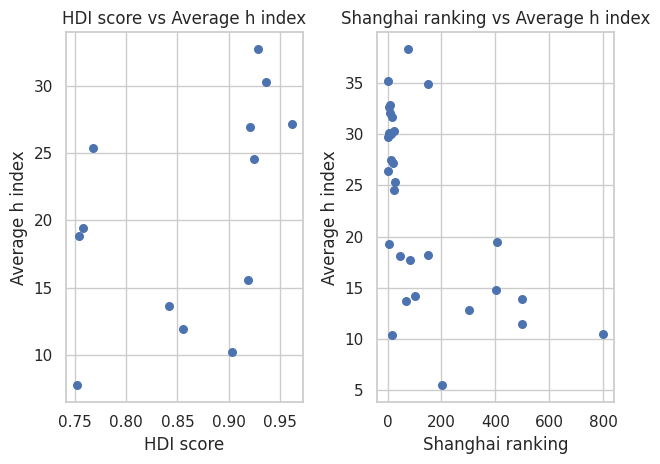 HDI score vs Average h index
Average h index
30
25
20
15
10
0.75 0.80 0.85 0.90 0.95
HDI score
Shanghai ranking vs Average h index
Average h index
35
30
25
20
15
10
5
0 200 400 600 800
Shanghai ranking